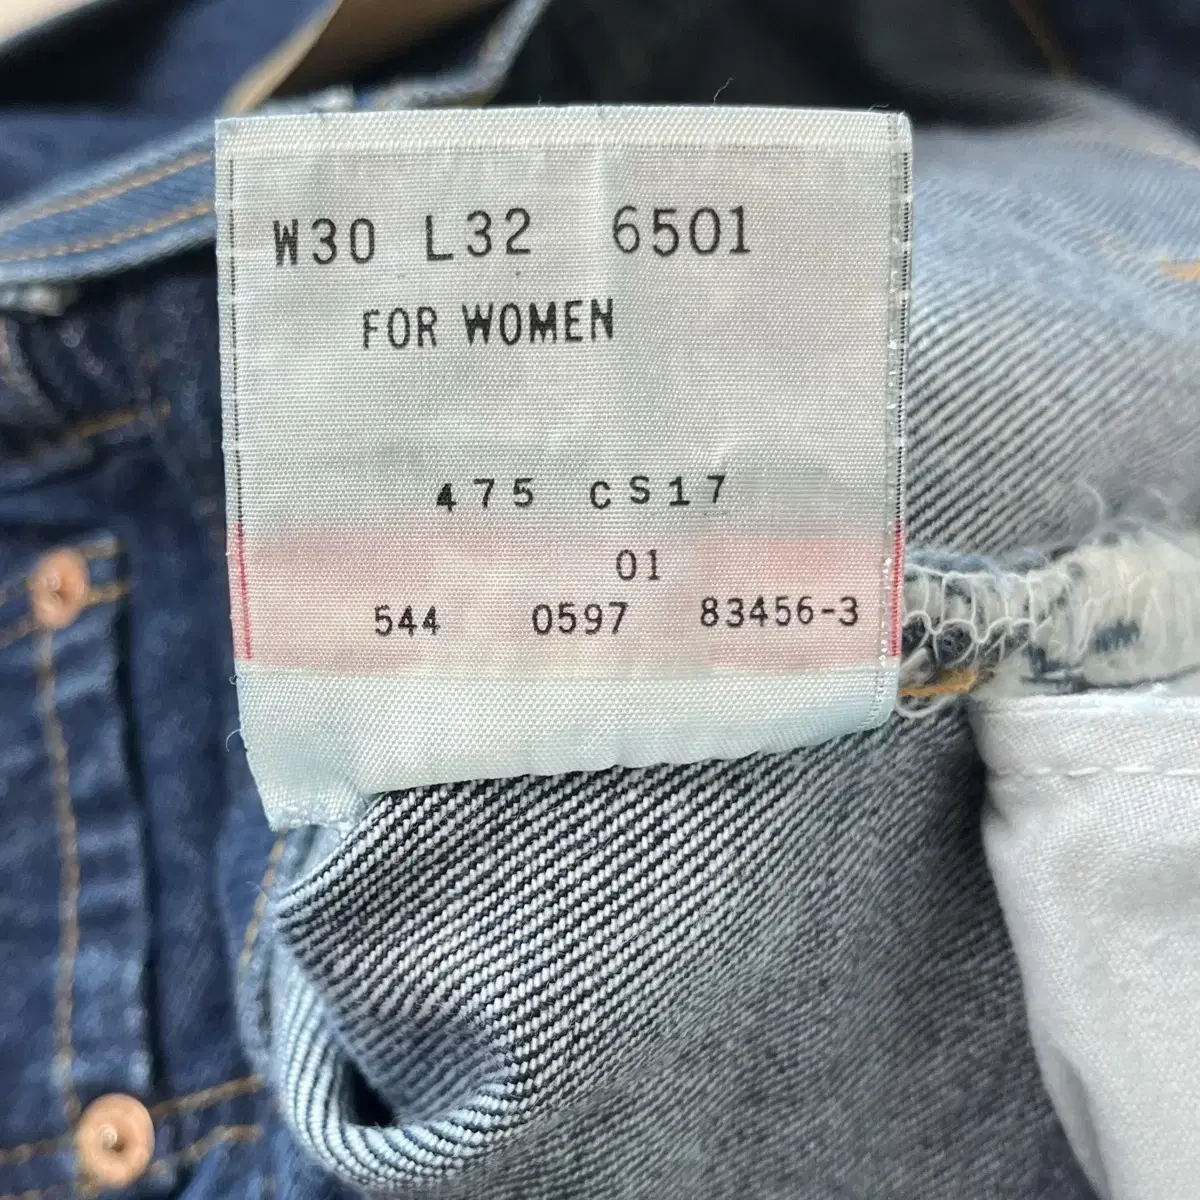 W30 L32 6501
FOR WOMEN
475 CS17
01
544 0597 83456-3